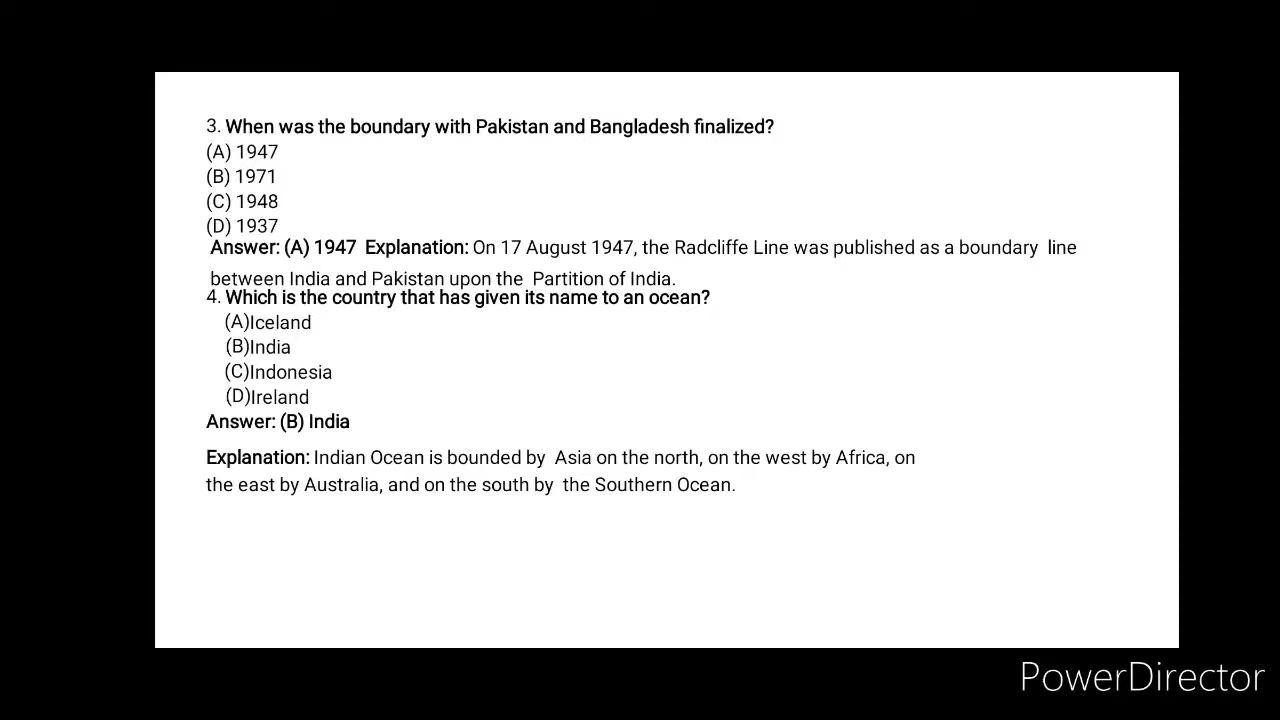 3. When was the boundary with Pakistan and Bangladesh finalized?
(A) 1947
(B) 1971
(C) 1948
(D) 1937
Answer: (A) 1947 Explanation: On 17 August 1947, the Radcliffe Line was published as a boundary line
between India and Pakistan upon the Partition of India.
4. Which is the country that has given its name to an ocean?
(A)Iceland
(B)India
(C)Indonesia
(D)Ireland
Answer: (B) India
Explanation: Indian Ocean is bounded by Asia on the north, on the west by Africa, on
the east by Australia, and on the south by the Southern Ocean.
PowerDirector